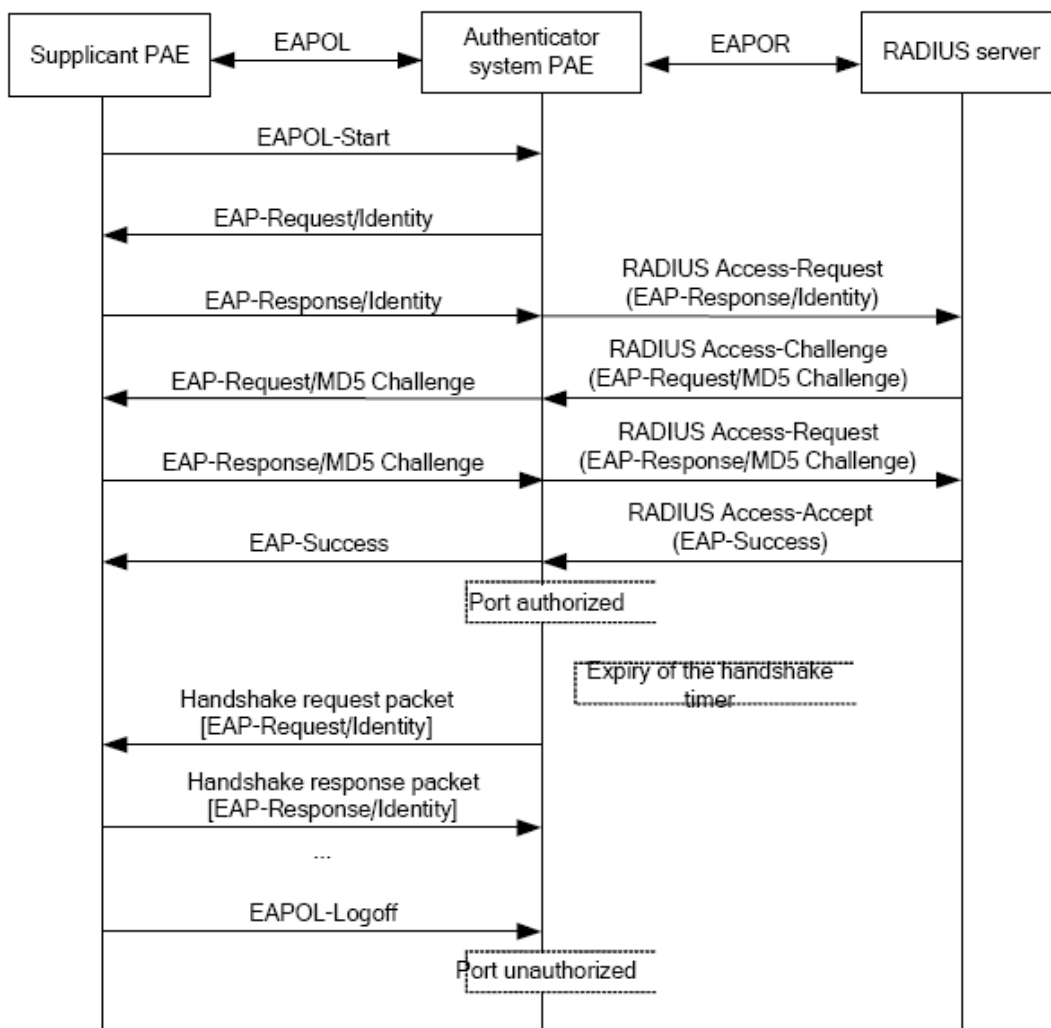 Supplicant PAE
EAPOL
Authenticator
system PAE
EAPOR
RADIUS server
EAPOL-Start
EAP-Request/Identity
EAP-Response/Identity
RADIUS Access-Request
(EAP-Response/Identity)
EAP-Request/MD5 Challenge
RADIUS Access-Challenge
(EAP-Request/MD5 Challenge)
EAP-Response/MD5 Challenge
RADIUS Access-Request
(EAP-Response/MD5 Challenge)
EAP-Success
RADIUS Access-Accept
(EAP-Success)
Port authorized
Expiry of the handshake
timer
Handshake request packet
[EAP-Request/Identity]
Handshake response packet
[EAP-Response/Identity]
...
EAPOL-Logoff
Port unauthorized